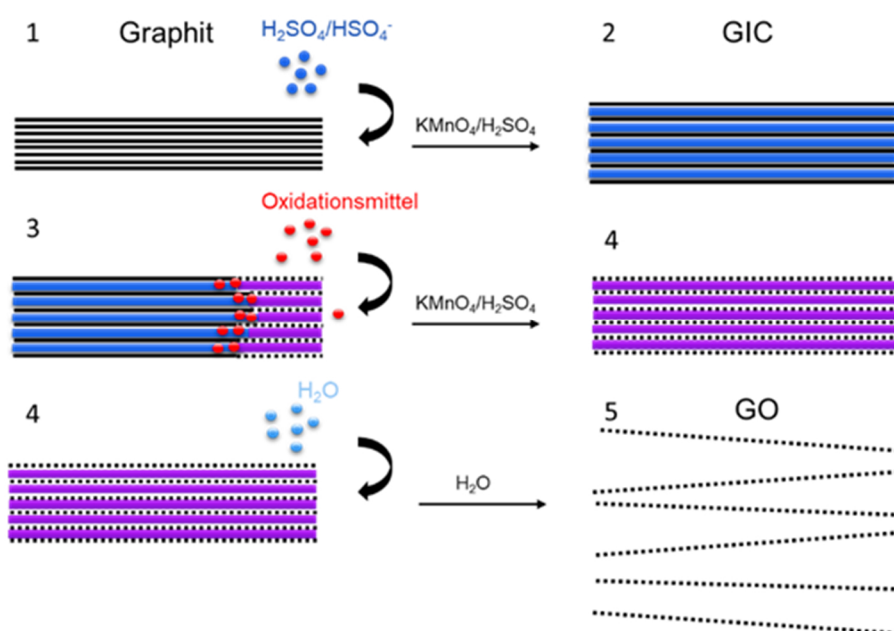 1 Graphit H₂SO₄/HSO₄⁻ 2 GIC
KMnO₄/H₂SO₄
3 Oxidationsmittel 4
KMnO₄/H₂SO₄
4 H₂O 5 GO
H₂O